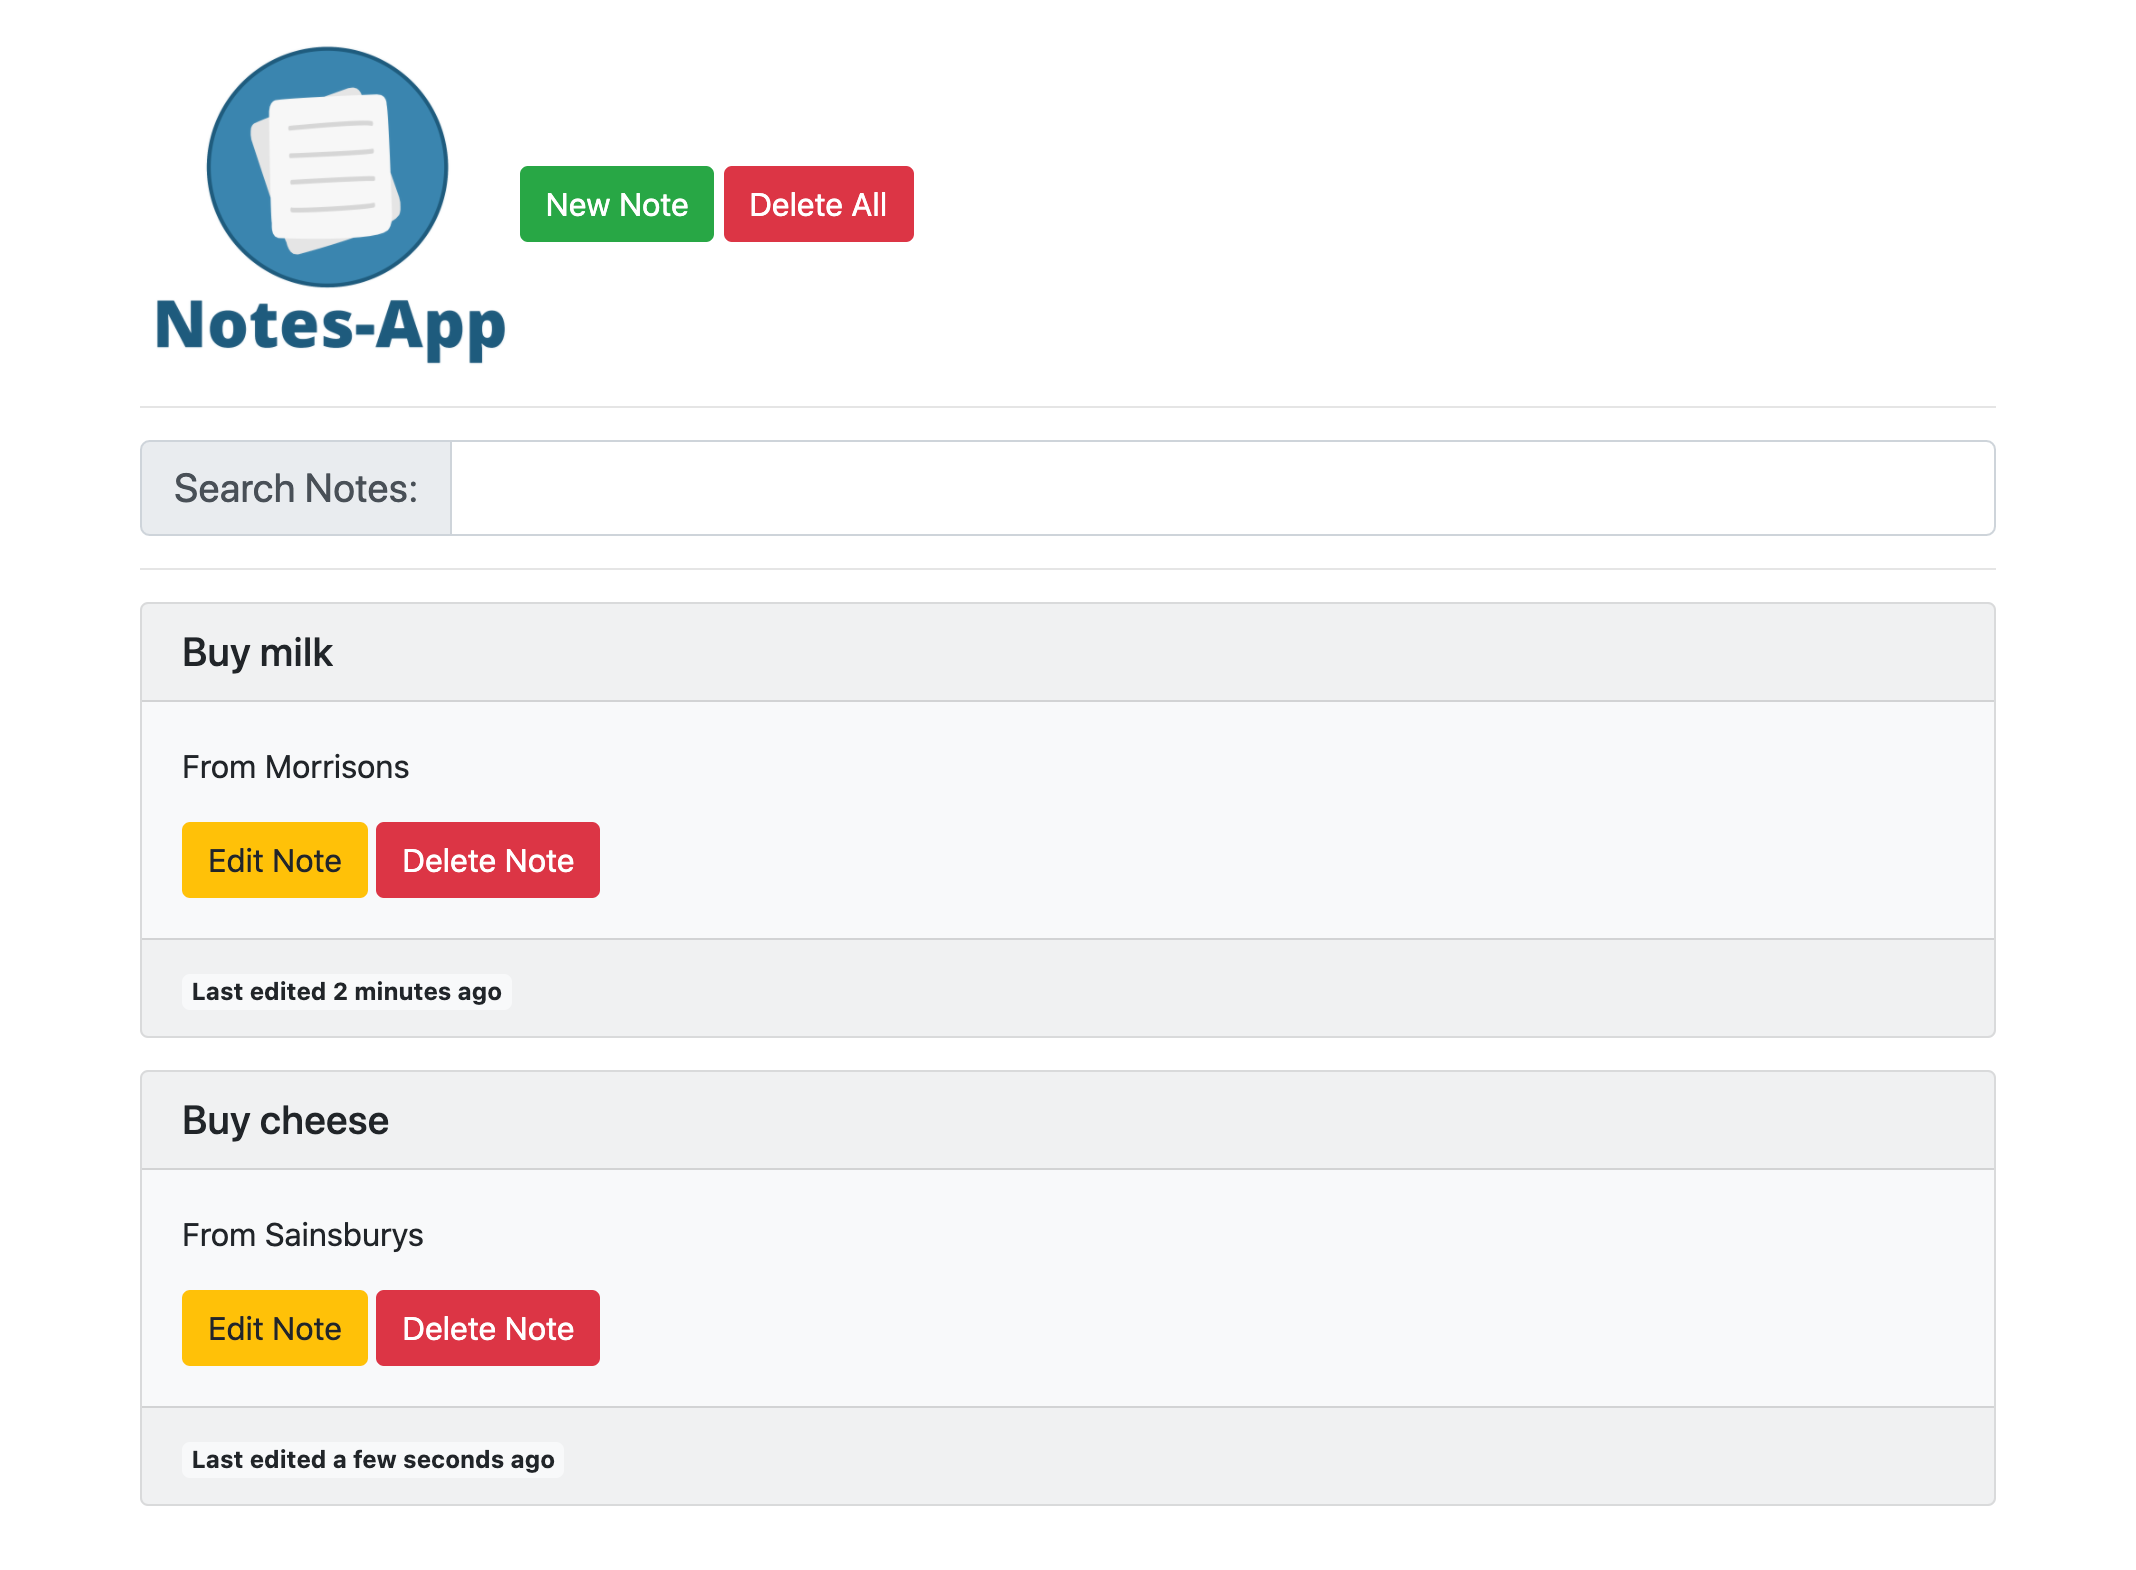 New Note Delete All
Notes-App
Search Notes:
Buy milk
From Morrisons
Edit Note Delete Note
Last edited 2 minutes ago
Buy cheese
From Sainsburys
Edit Note Delete Note
Last edited a few seconds ago